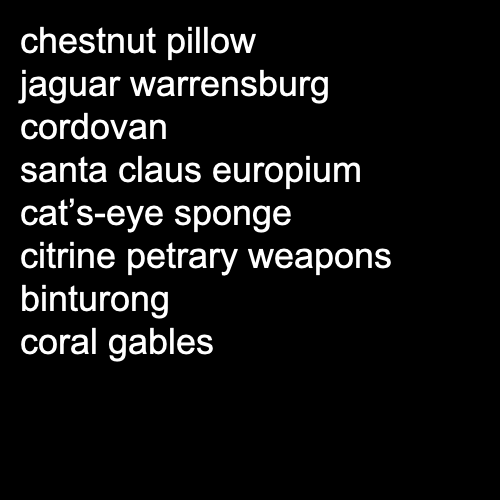 chestnut pillow
jaguar warrensburg
cordovan
santa claus europium
cat’s-eye sponge
citrine petrary weapons
binturong
coral gables